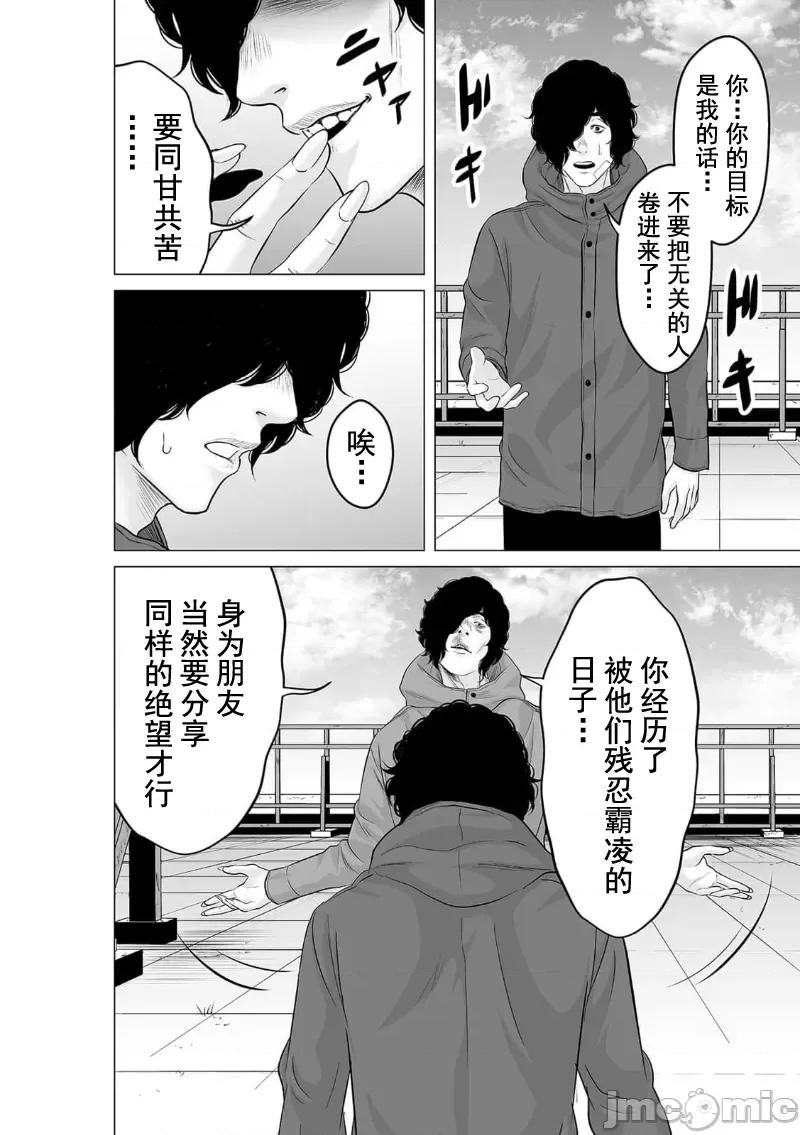 你…你的目标
是我的话…
不要把无关的人
卷进来了…
ドキ
ドキ
ニヤァ
要同甘共苦
……
唉…
你经历了
被他们残忍霸凌的
日子…
身为朋友
当然要分享
同样的绝望才行
jmcomic